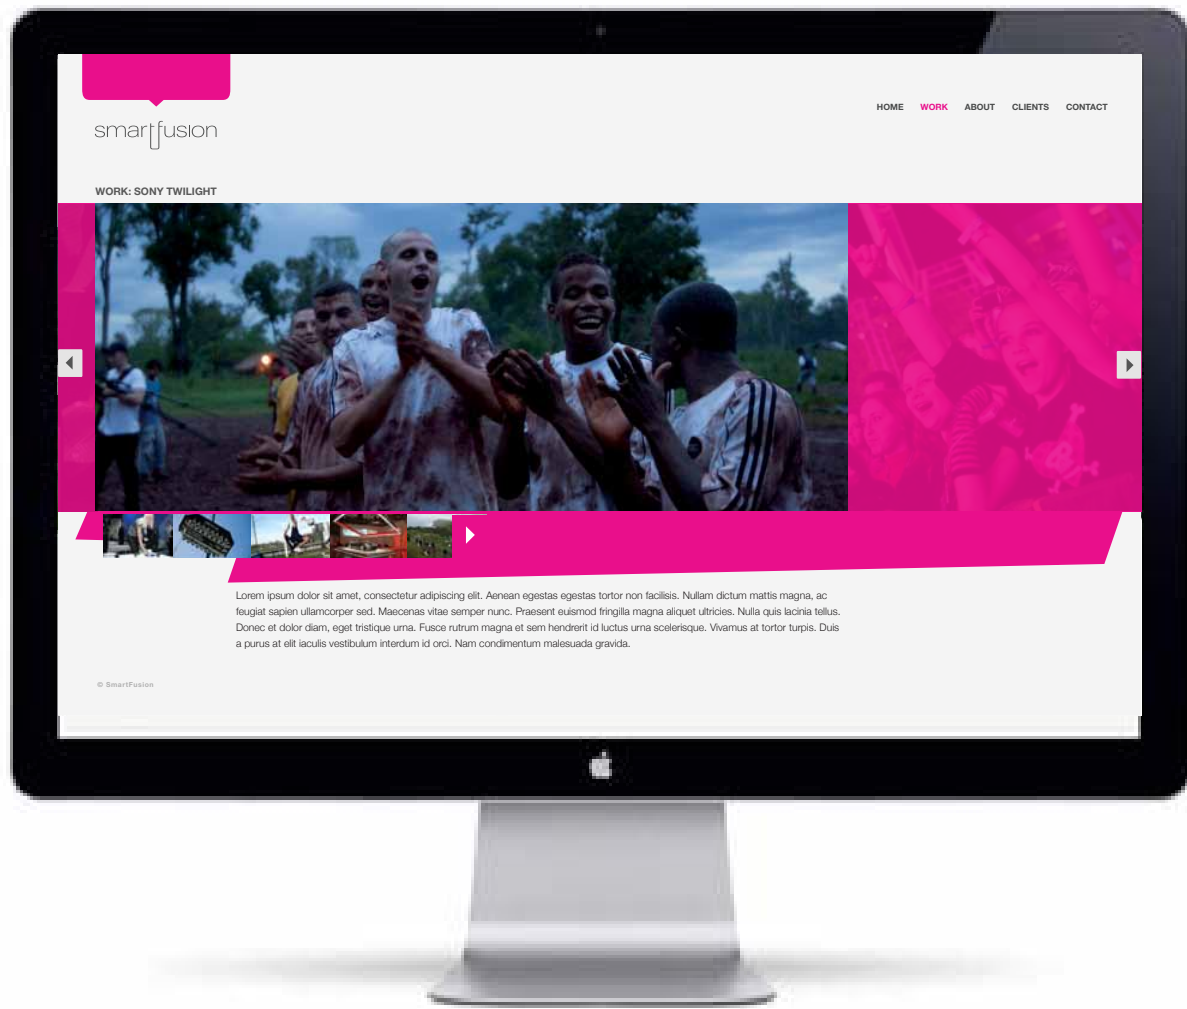 HOME WORK ABOUT CLIENTS CONTACT
smartfusion
WORK: SONY TWILIGHT
Lorem ipsum dolor sit amet, consectetur adipiscing elit. Aenean egestas egestas tortor non facilisis. Nullam dictum mattis magna, ac
feugiat sapien ullamcorper sed. Maecenas vitae semper nunc. Praesent euismod fringilla magna aliquet ultricies. Nulla quis lacinia tellus.
Donec et dolor diam, eget tristique urna. Fusce rutrum magna et sem hendrerit id luctus urna scelerisque. Vivamus at tortor turpis. Duis
a purus at elit iaculis vestibulum interdum id orci. Nam condimentum malesuada gravida.
© SmartFusion